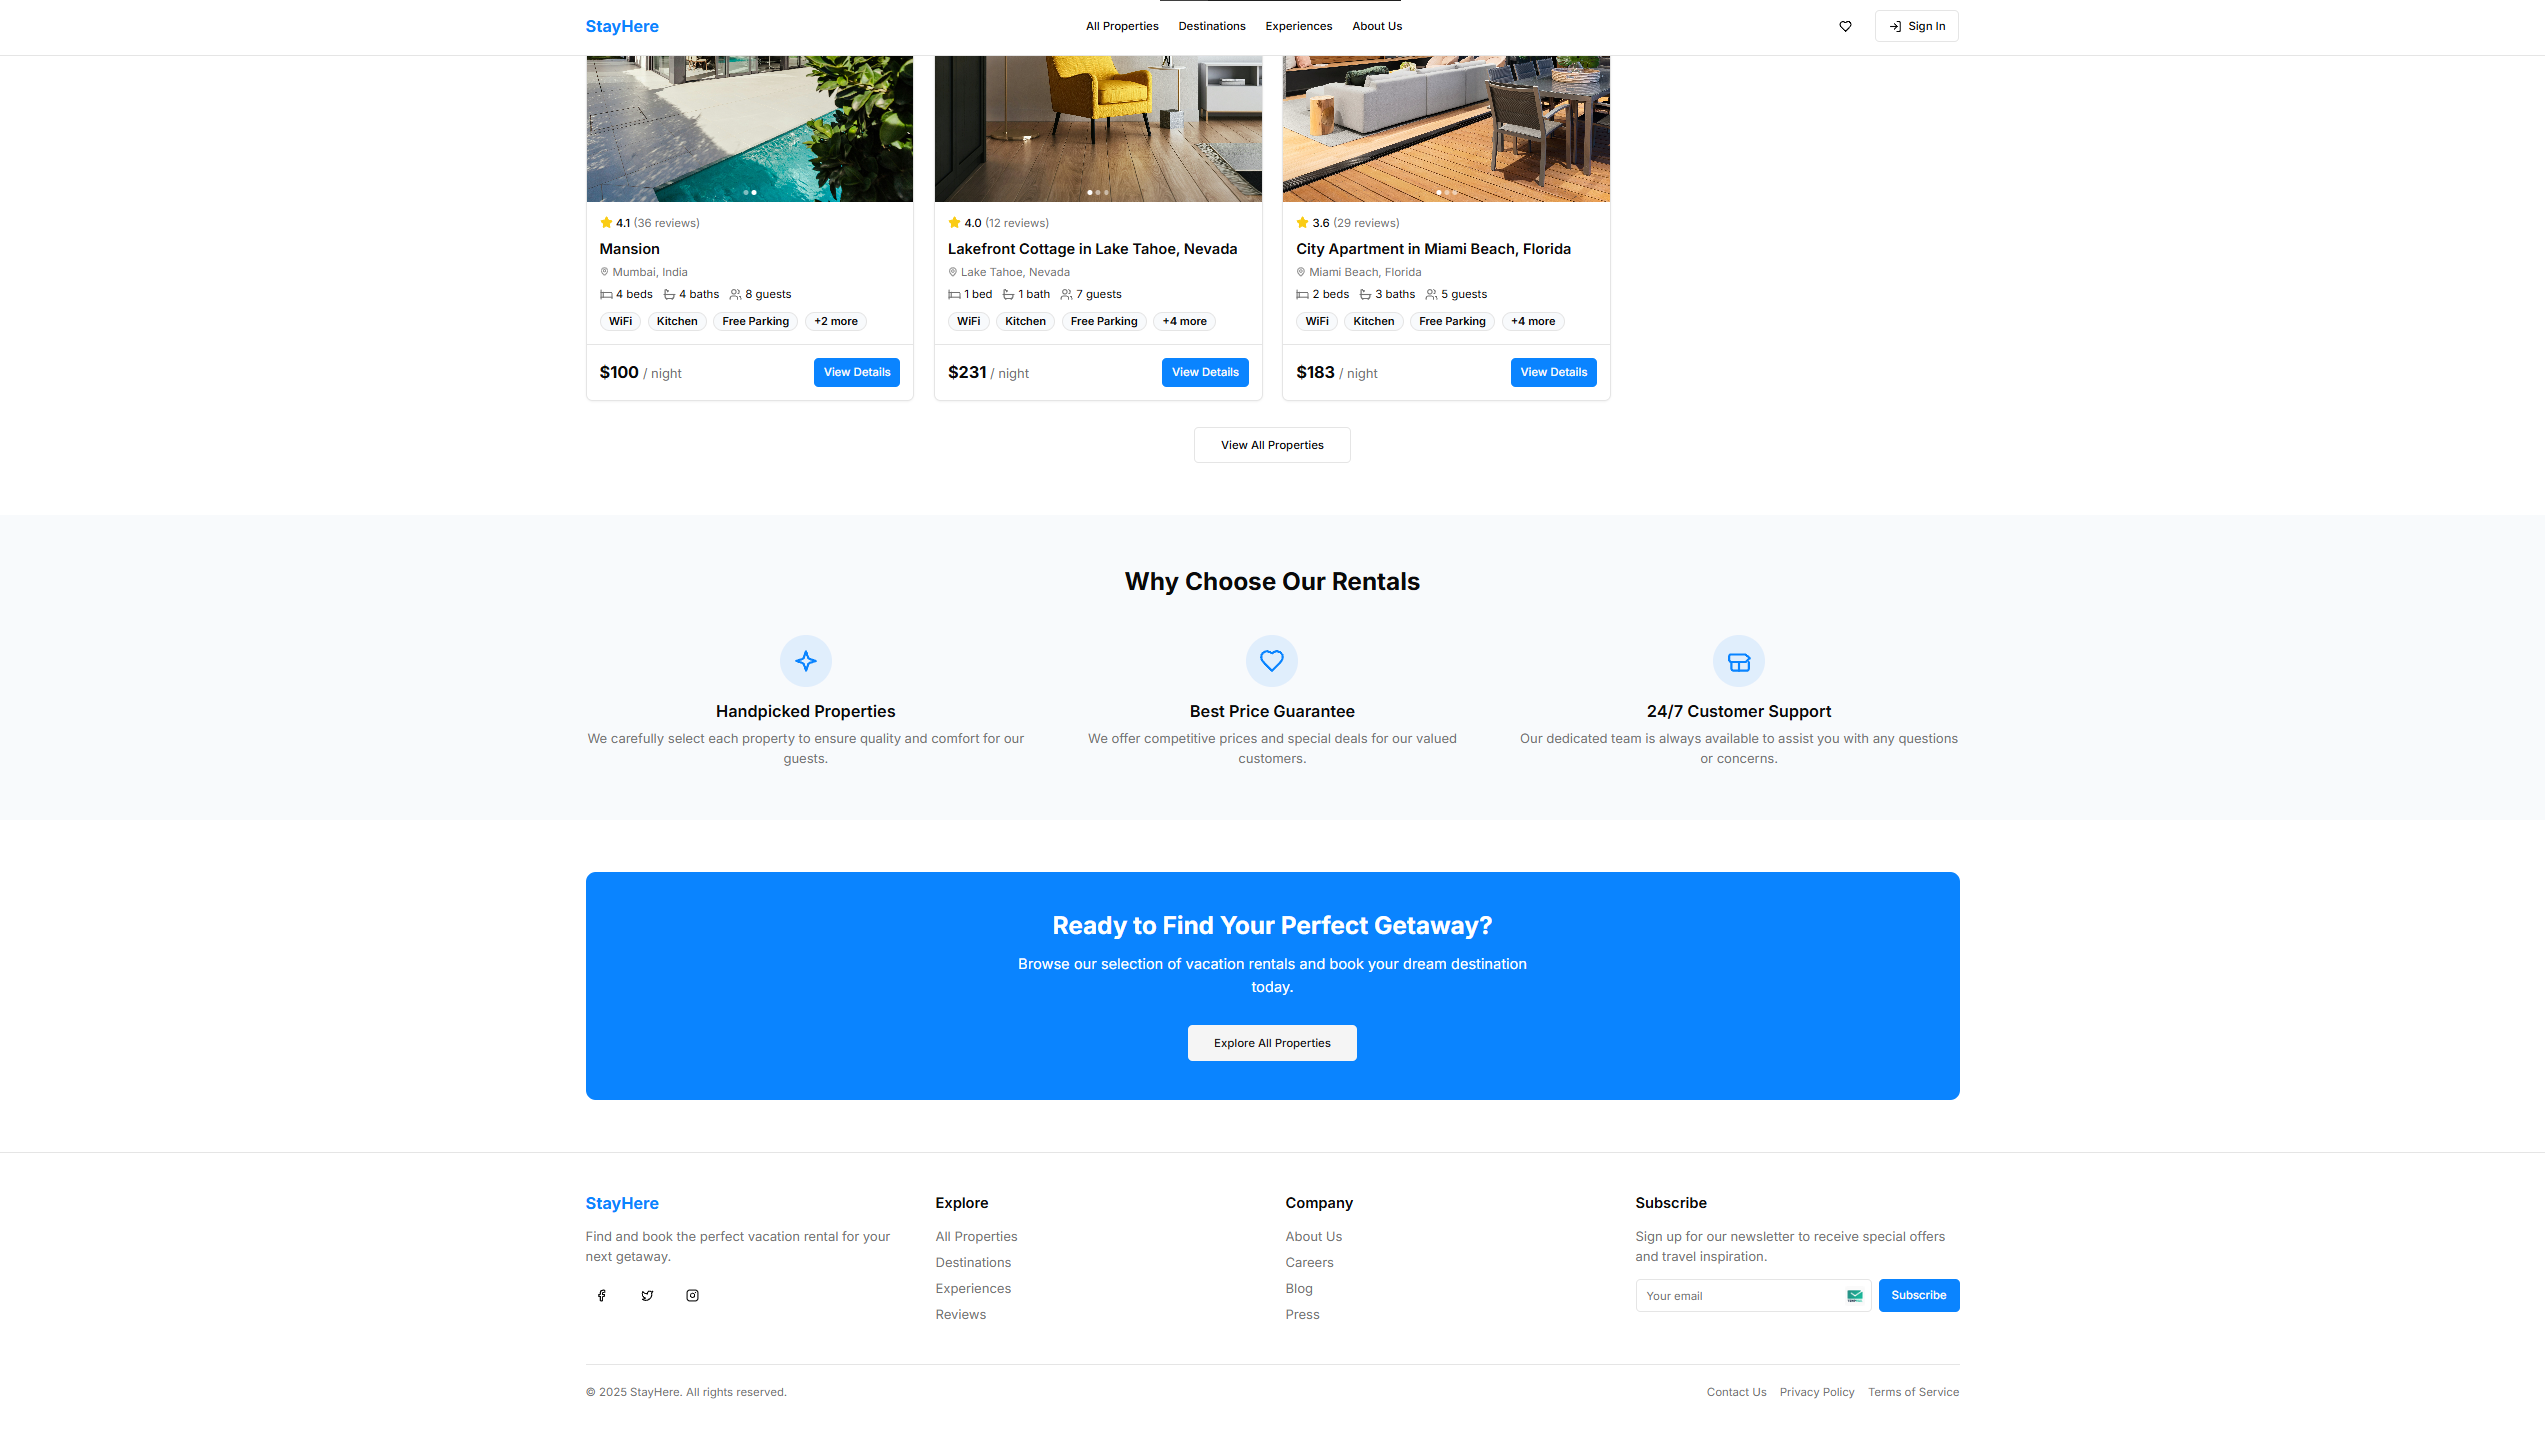 StayHere
All Properties
Destinations
Experiences
About Us
Sign In
4.1 (36 reviews)
Mansion
Mumbai, India
4 beds 4 baths 8 guests
WiFi Kitchen Free Parking +2 more
$100 / night
View Details
4.0 (12 reviews)
Lakefront Cottage in Lake Tahoe, Nevada
Lake Tahoe, Nevada
1 bed 1 bath 7 guests
WiFi Kitchen Free Parking +4 more
$231 / night
View Details
3.6 (29 reviews)
City Apartment in Miami Beach, Florida
Miami Beach, Florida
2 beds 3 baths 5 guests
WiFi Kitchen Free Parking +4 more
$183 / night
View Details
View All Properties
Why Choose Our Rentals
Handpicked Properties
We carefully select each property to ensure quality and comfort for our
guests.
Best Price Guarantee
We offer competitive prices and special deals for our valued
customers.
24/7 Customer Support
Our dedicated team is always available to assist you with any questions
or concerns.
Ready to Find Your Perfect Getaway?
Browse our selection of vacation rentals and book your dream destination
today.
Explore All Properties
StayHere
Find and book the perfect vacation rental for your
next getaway.
Explore
All Properties
Destinations
Experiences
Reviews
Company
About Us
Careers
Blog
Press
Subscribe
Sign up for our newsletter to receive special offers
and travel inspiration.
Your email
Subscribe
© 2025 StayHere. All rights reserved.
Contact Us
Privacy Policy
Terms of Service